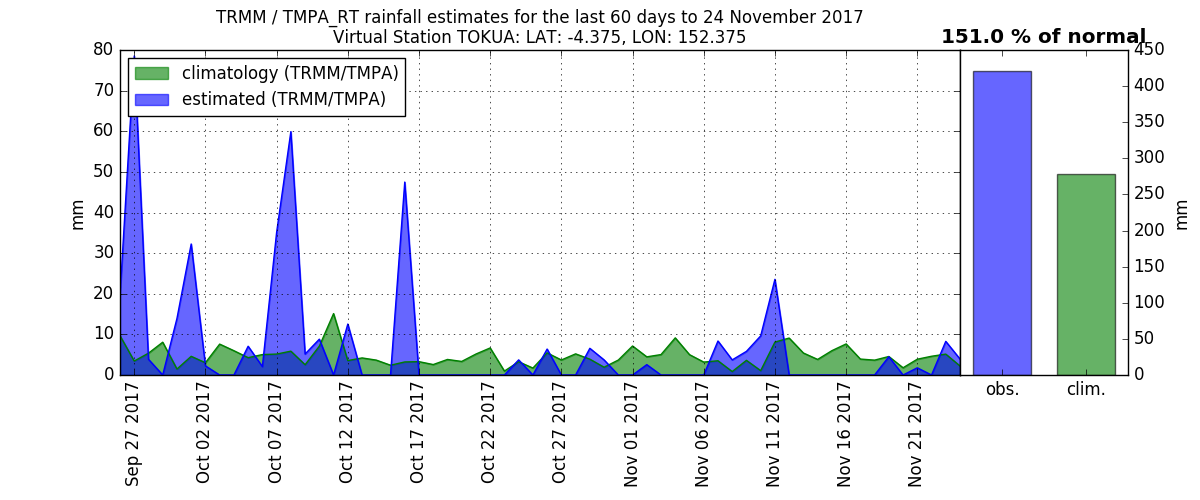 TRMM / TMPA_RT rainfall estimates for the last 60 days to 24 November 2017
Virtual Station TOKUA: LAT: -4.375, LON: 152.375
151.0 % of normal
climatology (TRMM/TMPA)
estimated (TRMM/TMPA)
80
70
60
50
40
30
20
10
0
mm
Sep 27 2017
Oct 02 2017
Oct 07 2017
Oct 12 2017
Oct 17 2017
Oct 22 2017
Oct 27 2017
Nov 01 2017
Nov 06 2017
Nov 11 2017
Nov 16 2017
Nov 21 2017
450
400
350
300
250
200
150
100
50
0
mm
obs.
clim.